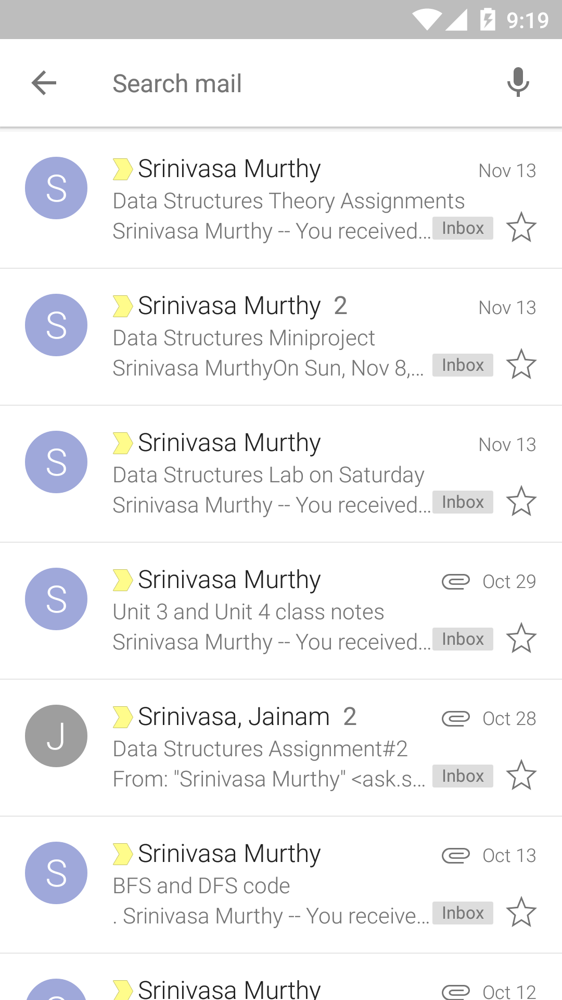 9:19
Search mail
S
Srinivasa Murthy Nov 13
Data Structures Theory Assignments
Srinivasa Murthy -- You received... Inbox
S
Srinivasa Murthy 2 Nov 13
Data Structures Miniproject
Srinivasa MurthyOn Sun, Nov 8,... Inbox
S
Srinivasa Murthy Nov 13
Data Structures Lab on Saturday
Srinivasa Murthy -- You received... Inbox
S
Srinivasa Murthy Oct 29
Unit 3 and Unit 4 class notes
Srinivasa Murthy -- You received... Inbox
J
Srinivasa, Jainam 2 Oct 28
Data Structures Assignment#2
From: "Srinivasa Murthy" <ask.s... Inbox
S
Srinivasa Murthy Oct 13
BFS and DFS code
. Srinivasa Murthy -- You receive... Inbox
Srinivasa Murthy Oct 12